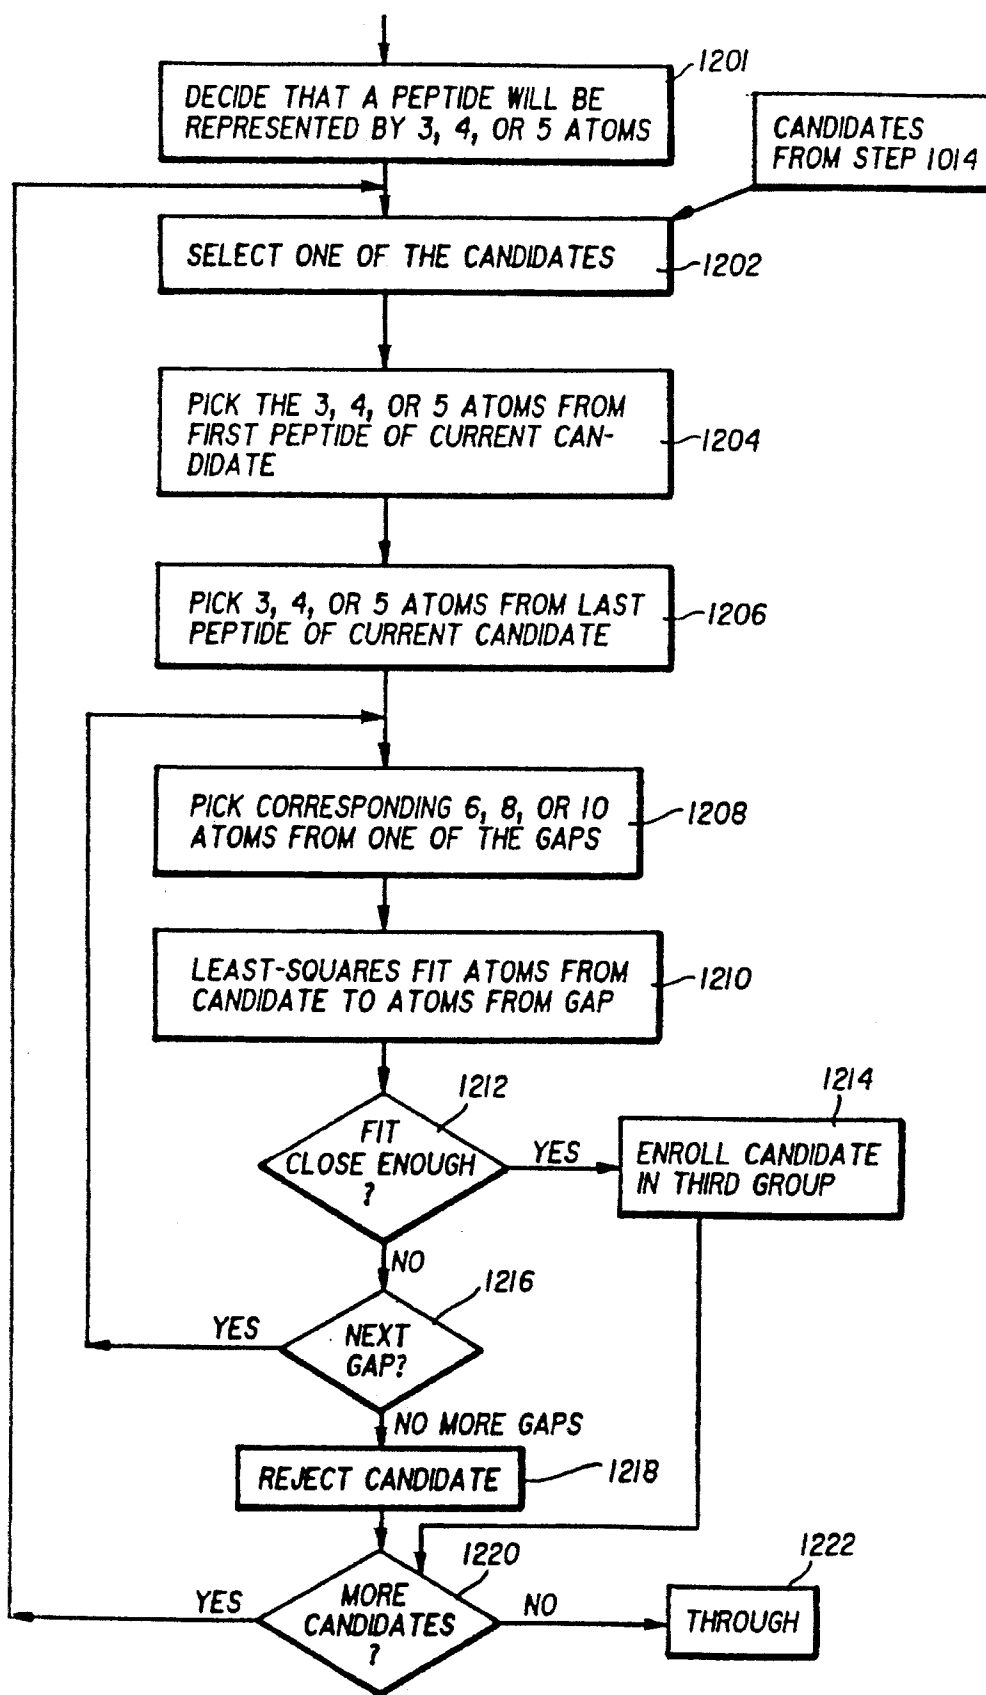 1201
DECIDE THAT A PEPTIDE WILL BE
REPRESENTED BY 3, 4, OR 5 ATOMS
CANDIDATES
FROM STEP 1014
SELECT ONE OF THE CANDIDATES
1202
PICK THE 3, 4, OR 5 ATOMS FROM
FIRST PEPTIDE OF CURRENT CAN-
DIDATE
1204
PICK 3, 4, OR 5 ATOMS FROM LAST
PEPTIDE OF CURRENT CANDIDATE
1206
PICK CORRESPONDING 6, 8, OR 10
ATOMS FROM ONE OF THE GAPS
1208
LEAST-SQUARES FIT ATOMS FROM
CANDIDATE TO ATOMS FROM GAP
1210
1212
FIT
CLOSE ENOUGH
?
YES
1214
ENROLL CANDIDATE
IN THIRD GROUP
NO
1216
NEXT
GAP?
YES
NO MORE GAPS
REJECT CANDIDATE
1218
1220
MORE
CANDIDATES
?
YES
NO
1222
THROUGH